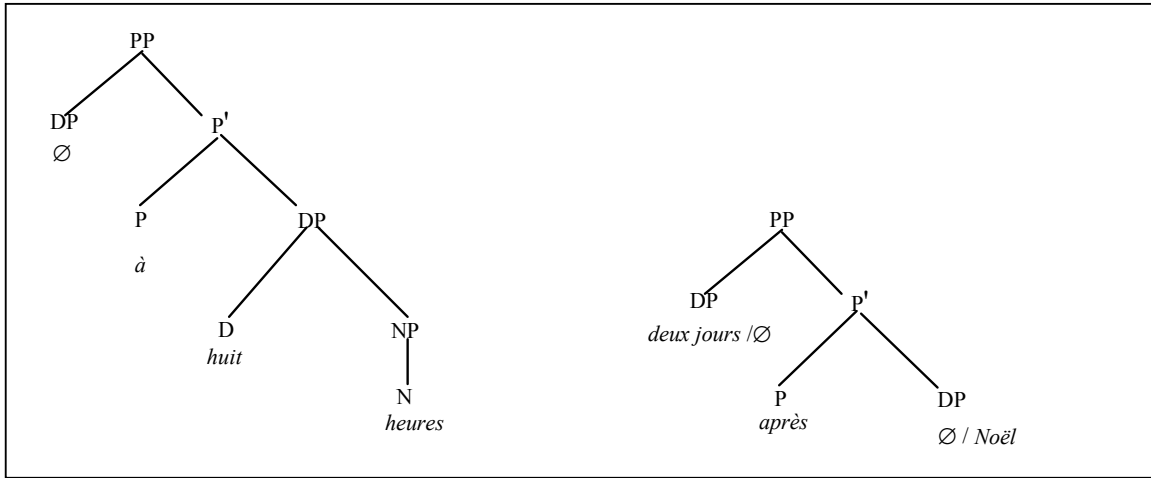 PP
DP P'
∅
P DP
à
D NP
huit
N
heures
PP
DP P'
deux jours /∅
P DP
après
∅ / Noël